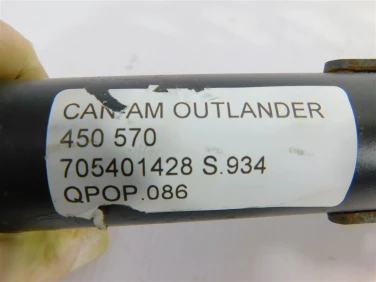 CAN-AM OUTLANDER
450 570
705401428 S.934
QPOP.086